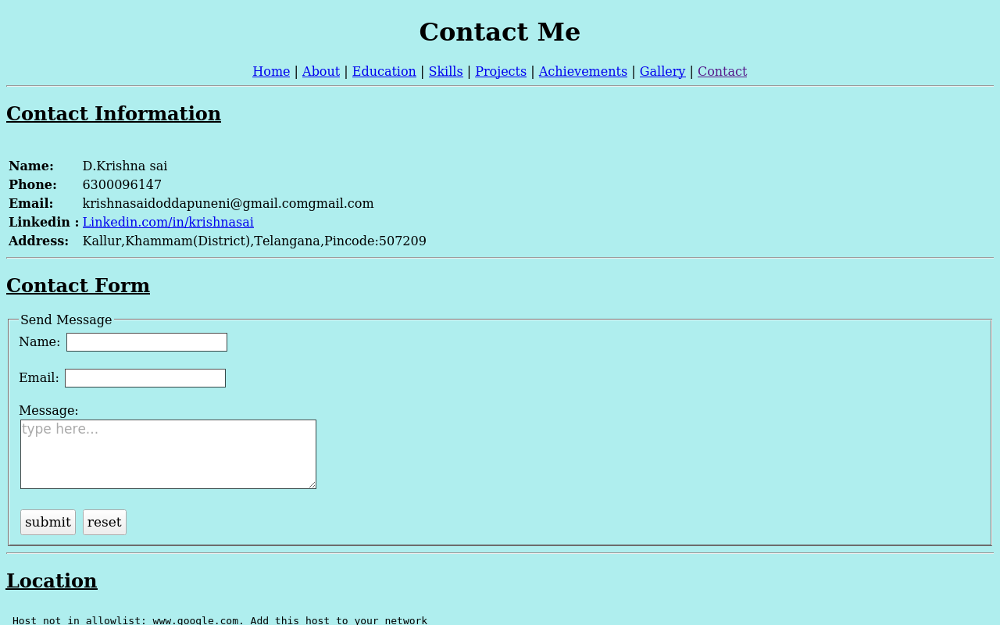 Contact Me
Home | About | Education | Skills | Projects | Achievements | Gallery | Contact
Contact Information
Name: D.Krishna sai
Phone: 6300096147
Email: krishnasaidoddapuneni@gmail.comgmail.com
Linkedin : Linkedin.com/in/krishnasai
Address: Kallur,Khammam(District),Telangana,Pincode:507209
Contact Form
Send Message
Name:
Email:
Message:
type here...
submit reset
Location
Host not in allowlist: www.google.com. Add this host to your network